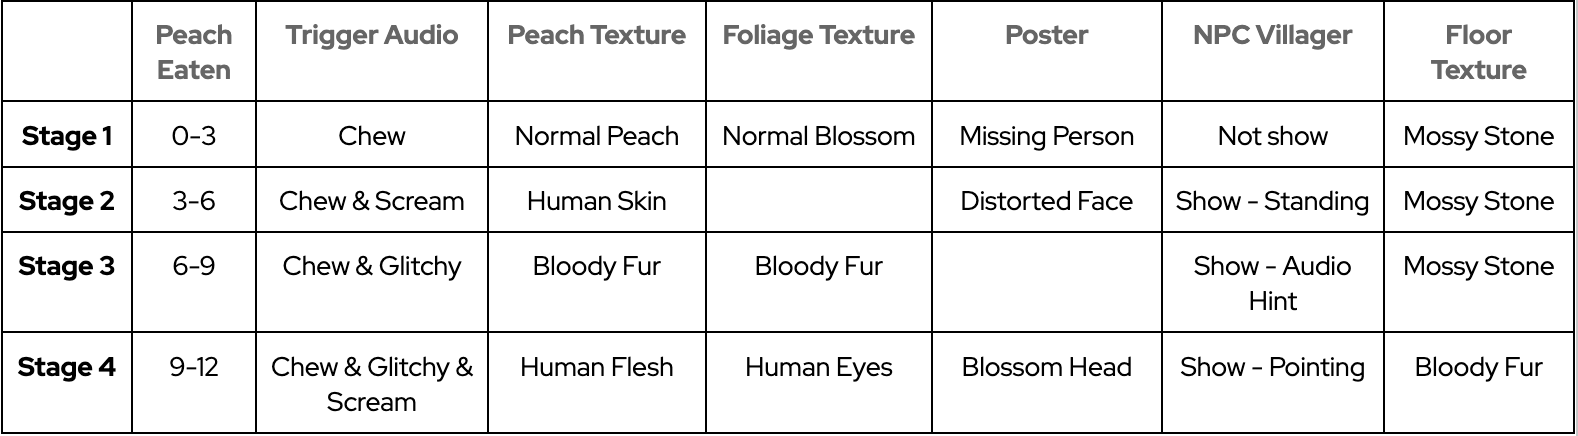 Peach Eaten | Trigger Audio | Peach Texture | Foliage Texture | Poster | NPC Villager | Floor Texture
Stage 1 | 0-3 | Chew | Normal Peach | Normal Blossom | Missing Person | Not show | Mossy Stone
Stage 2 | 3-6 | Chew & Scream | Human Skin | | Distorted Face | Show - Standing | Mossy Stone
Stage 3 | 6-9 | Chew & Glitchy | Bloody Fur | Bloody Fur | | Show - Audio Hint | Mossy Stone
Stage 4 | 9-12 | Chew & Glitchy & Scream | Human Flesh | Human Eyes | Blossom Head | Show - Pointing | Bloody Fur